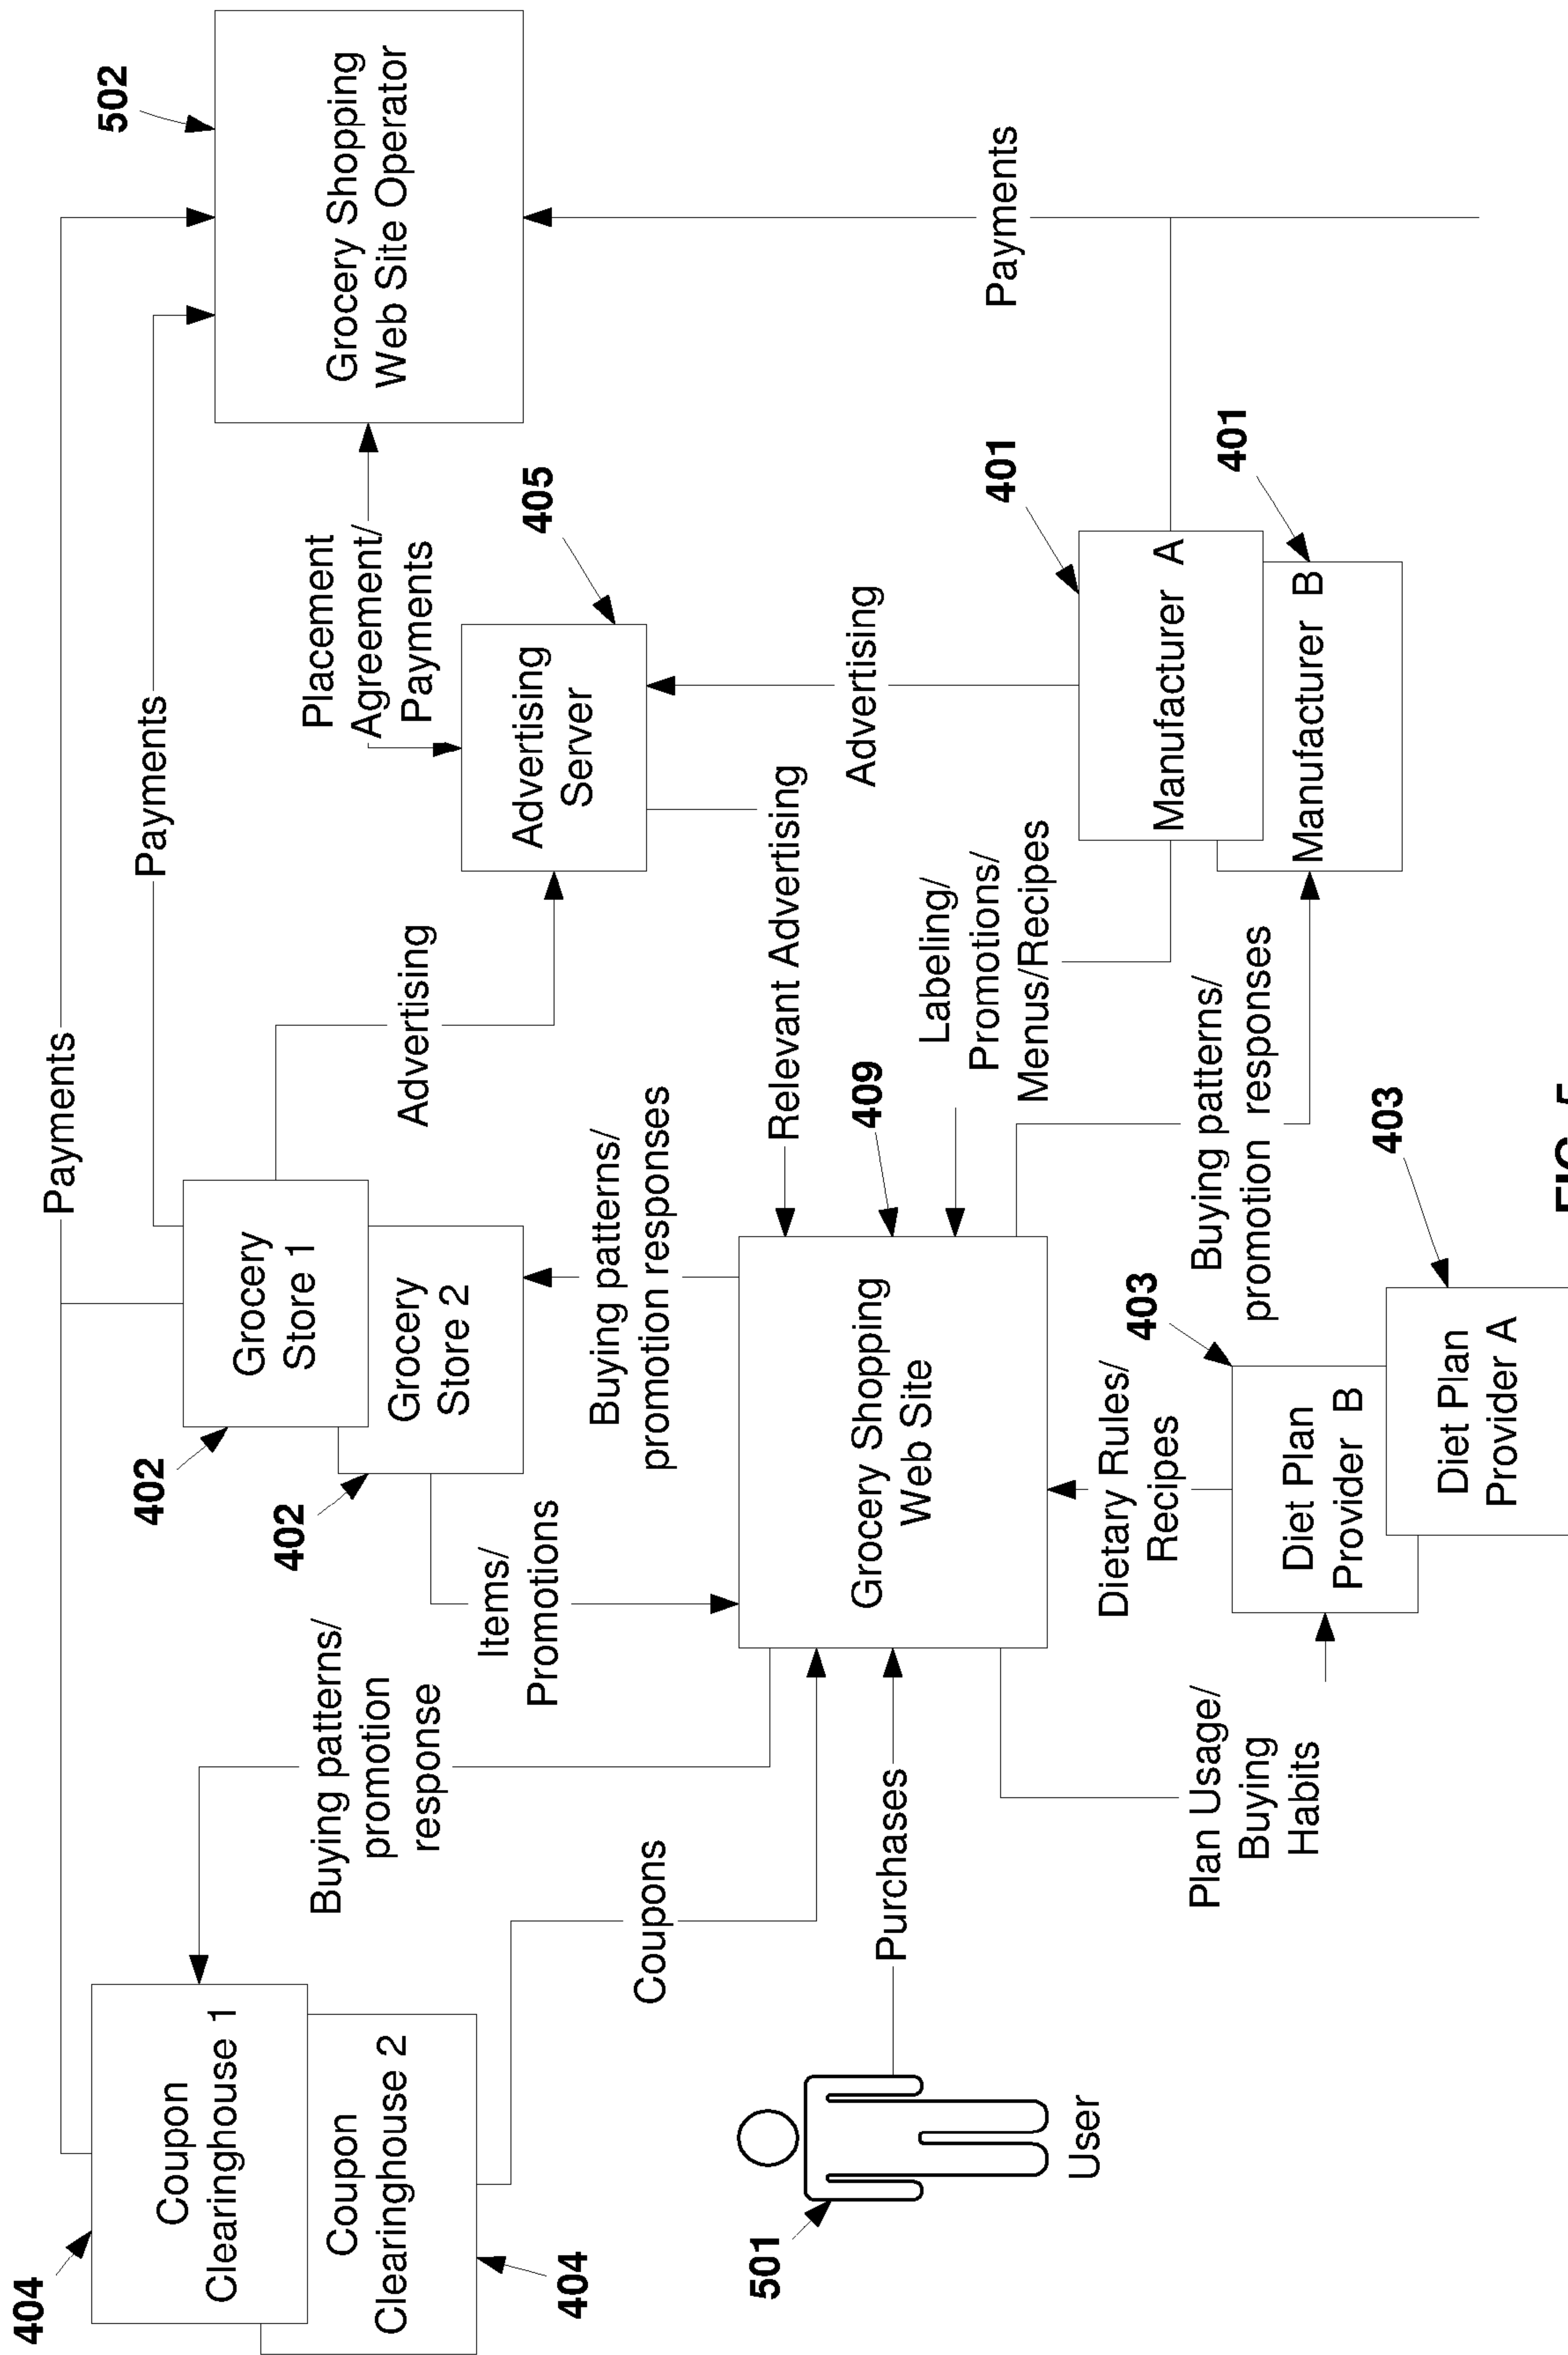 404
Payments
502
402
Payments
Coupon
Clearinghouse 1
Grocery
Store 1
402
Buying patterns/
promotion
response
Placement
Agreement/
Payments
Grocery Shopping
Web Site Operator
Coupon
Clearinghouse 2
Grocery
Store 2
Advertising
404
Items/
Promotions
405
Advertising
Server
Buying patterns/
promotion responses
Coupons
501
Relevant Advertising
409
Advertising
Purchases
Grocery Shopping
Web Site
Labeling/
Promotions/
Menus/Recipes
401
Payments
User
Dietary Rules/
Recipes
403
Manufacturer A
Plan Usage/
Buying
Habits
Buying patterns/
promotion responses
401
Diet Plan
Provider B
Manufacturer B
403
Diet Plan
Provider A